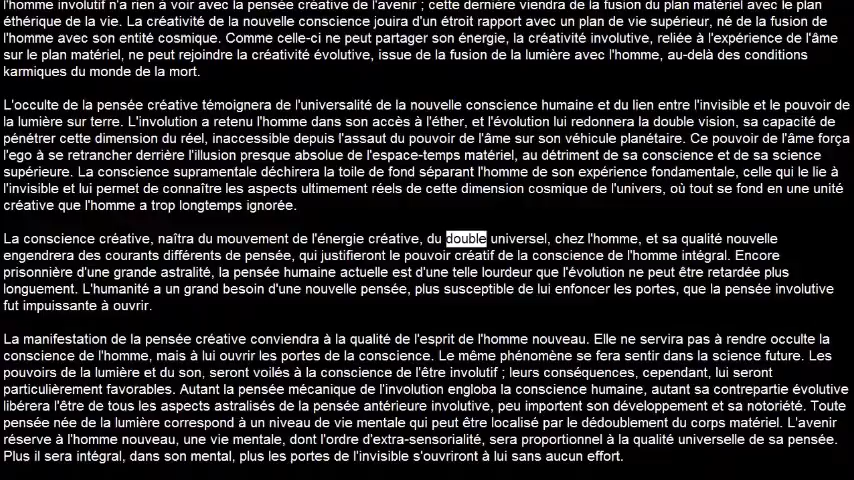 l'homme involutif n'a rien à voir avec la pensée créative de l'avenir ; cette dernière viendra de la fusion du plan matériel avec le plan
éthérique de la vie. La créativité de la nouvelle conscience jouira d'un étroit rapport avec un plan de vie supérieur, né de la fusion de
l'homme avec son entité cosmique. Comme celle-ci ne peut partager son énergie, la créativité involutive, reliée à l'expérience de l'âme
sur le plan matériel, ne peut rejoindre la créativité évolutive, issue de la fusion de la lumière avec l'homme, au-delà des conditions
karmiques du monde de la mort.
L'occulte de la pensée créative témoignera de l'universalité de la nouvelle conscience humaine et du lien entre l'invisible et le pouvoir de
la lumière sur terre. L'involution a retenu l'homme dans son accès à l'éther, et l'évolution lui redonnera la double vision, sa capacité de
pénétrer cette dimension du réel, inaccessible depuis l'assaut du pouvoir de l'âme sur son véhicule planétaire. Ce pouvoir de l'âme força
l'ego à se retrancher derrière l'illusion presque absolue de l'espace-temps matériel, au détriment de sa conscience et de sa science
supérieure. La conscience supramentale déchirera la toile de fond séparant l'homme de son expérience fondamentale, celle qui le lie à
l'invisible et lui permet de connaître les aspects ultimement réels de cette dimension cosmique de l'univers, où tout se fond en une unité
créative que l'homme a trop longtemps ignorée.
La conscience créative, naîtra du mouvement de l'énergie créative, du double universel, chez l'homme, et sa qualité nouvelle
engendrera des courants différents de pensée, qui justifieront le pouvoir créatif de la conscience de l'homme intégral. Encore
prisonnière d'une grande astralité, la pensée humaine actuelle est d'une telle lourdeur que l'évolution ne peut être retardée plus
longuement. L'humanité a un grand besoin d'une nouvelle pensée, plus susceptible de lui enfoncer les portes, que la pensée involutive
fut impuissante à ouvrir.
La manifestation de la pensée créative conviendra à la qualité de l'esprit de l'homme nouveau. Elle ne servira pas à rendre occulte la
conscience de l'homme, mais à lui ouvrir les portes de la conscience. Le même phénomène se fera sentir dans la science future. Les
pouvoirs de la lumière et du son, seront voilés à la conscience de l'être involutif ; leurs conséquences, cependant, lui seront
particulièrement favorables. Autant la pensée mécanique de l'involution engloba la conscience humaine, autant sa contrepartie évolutive
libérera l'être de tous les aspects astralisés de la pensée antérieure involutive, peu importent son développement et sa notoriété. Toute
pensée née de la lumière correspond à un niveau de vie mentale qui peut être localisé par le dédoublement du corps matériel. L'avenir
réserve à l'homme nouveau, une vie mentale, dont l'ordre d'extra-sensorialité, sera proportionnel à la qualité universelle de sa pensée.
Plus il sera intégral, dans son mental, plus les portes de l'invisible s'ouvriront à lui sans aucun effort.